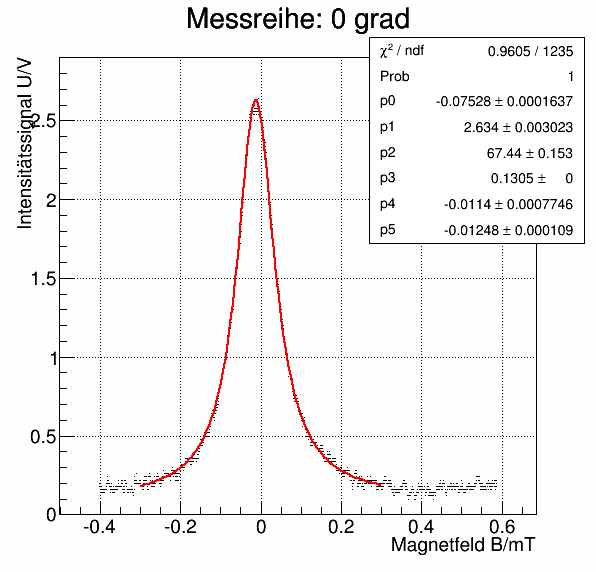 Messreihe: 0 grad
χ² / ndf 0.9605 / 1235
Prob 1
p0 -0.07528 ± 0.0001637
p1 2.634 ± 0.003023
p2 67.44 ± 0.153
p3 0.1305 ± 0
p4 -0.0114 ± 0.0007746
p5 -0.01248 ± 0.000109
Intensitätssignal U/V
2.5
2
1.5
1
0.5
0
-0.4 -0.2 0 0.2 0.4 0.6
Magnetfeld B/mT